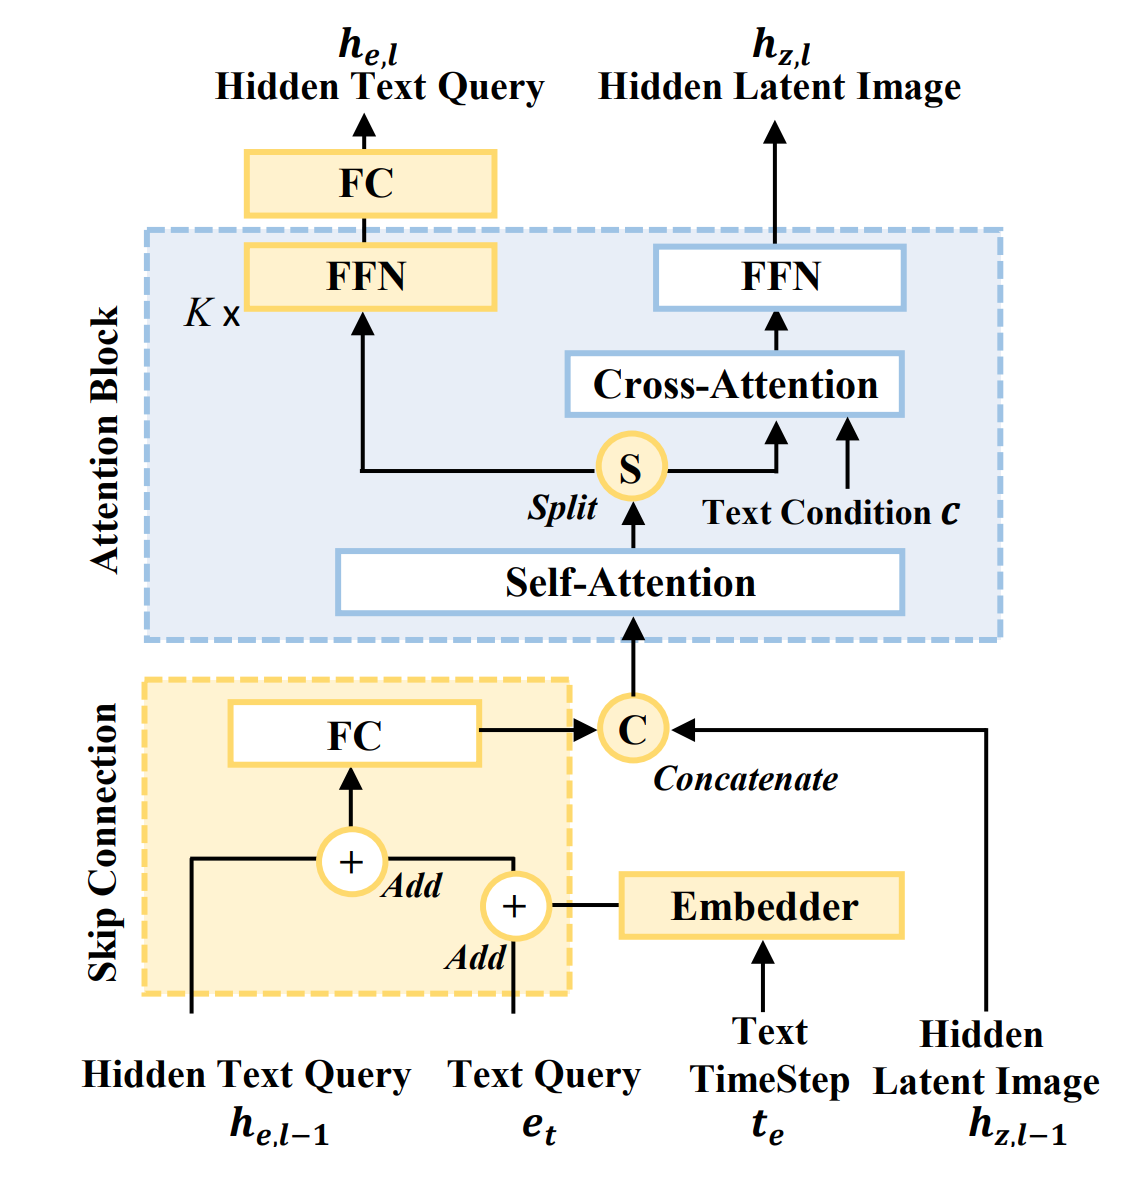 h_{e,l}
Hidden Text Query
h_{z,l}
Hidden Latent Image
FC
FFN
K x
FFN
Cross-Attention
S
Split
Text Condition c
Self-Attention
Attention Block
FC
C
Concatenate
+
Add
+
Add
Embedder
Skip Connection
Hidden Text Query
h_{e,l-1}
Text Query
e_t
Text
TimeStep
t_e
Hidden
Latent Image
h_{z,l-1}